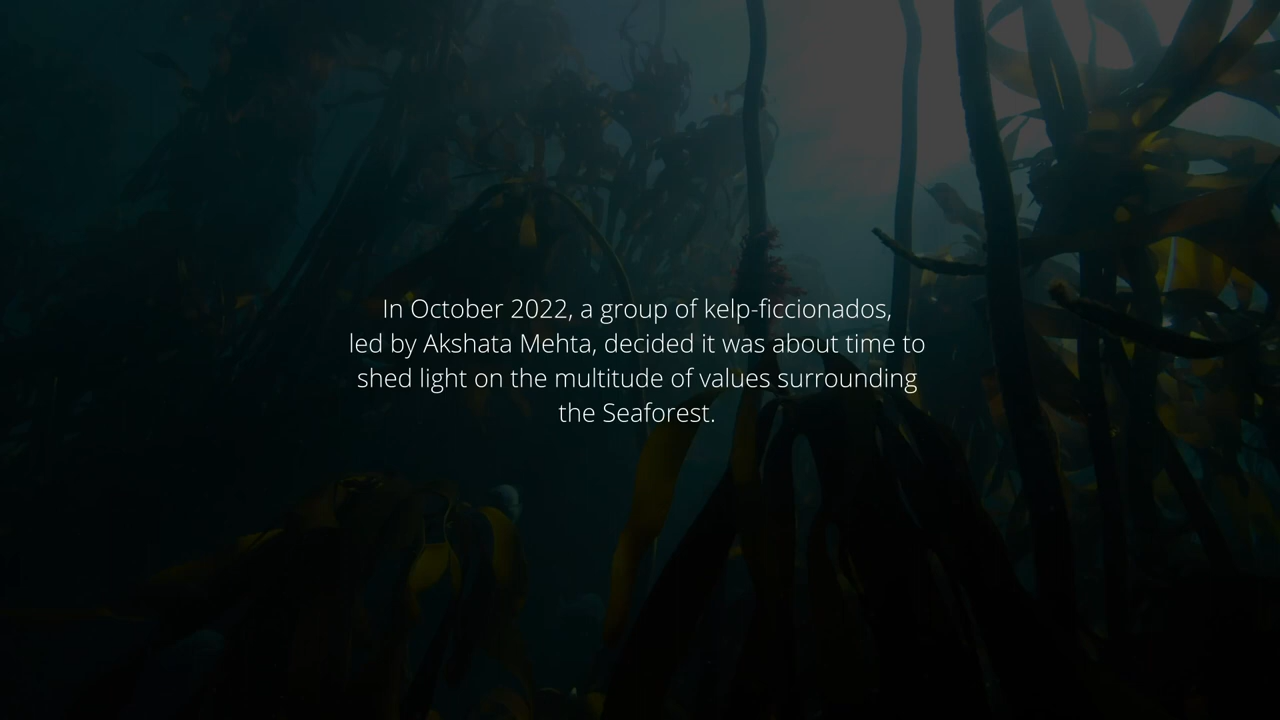 In October 2022, a group of kelp-ficcionados,
led by Akshata Mehta, decided it was about time to
shed light on the multitude of values surrounding
the Seaforest.